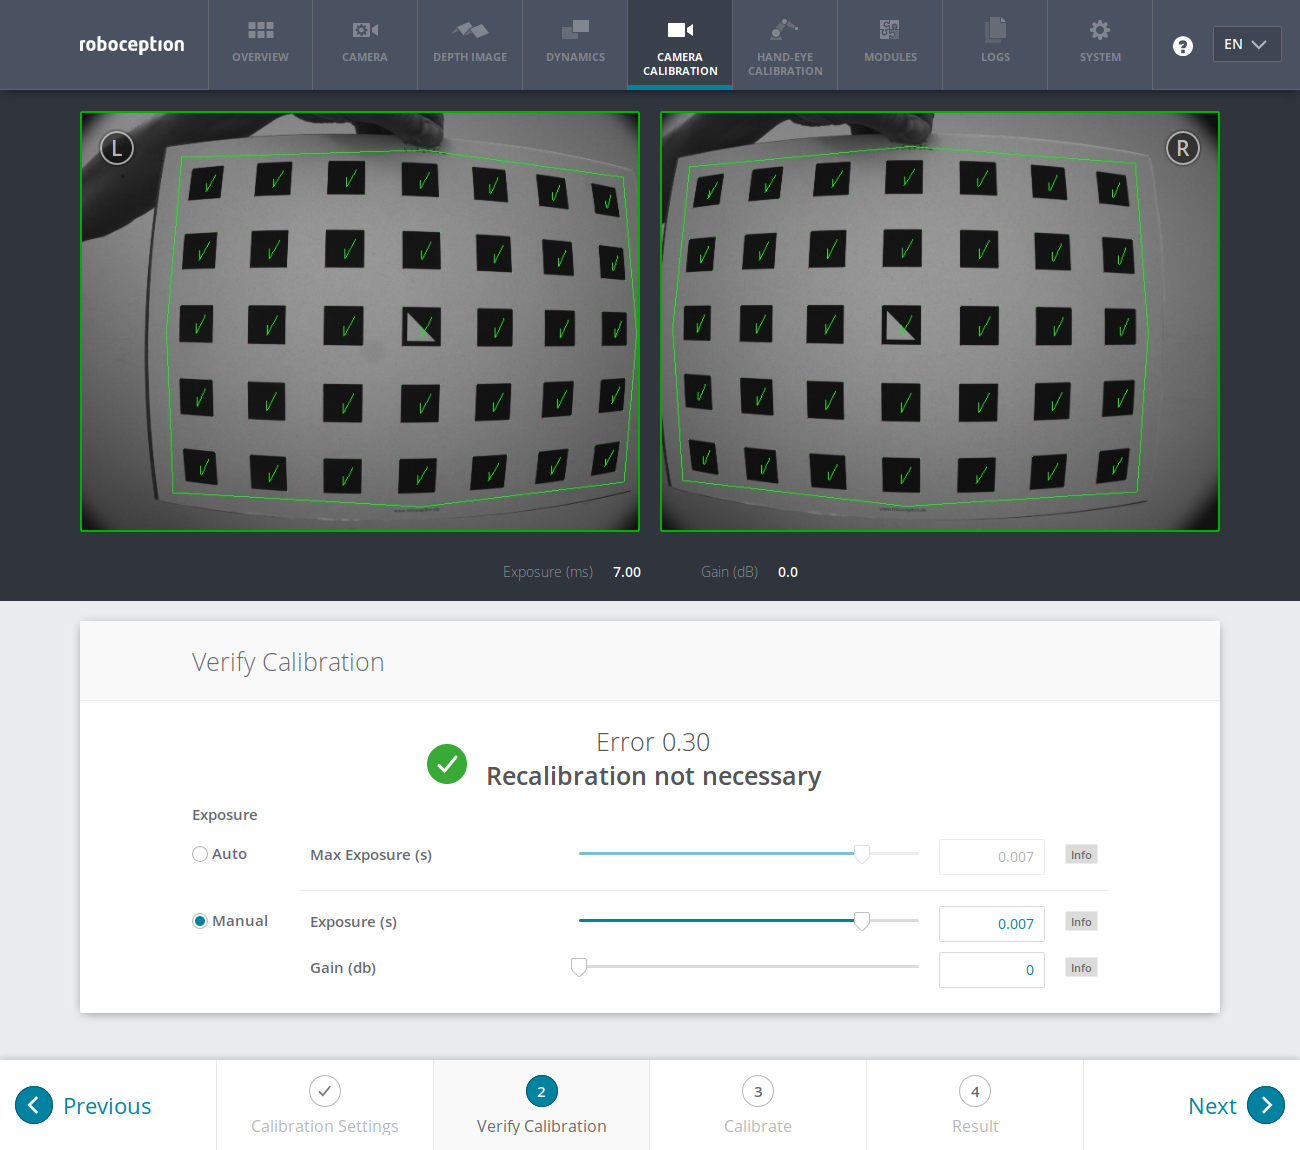 roboception
OVERVIEW
CAMERA
DEPTH IMAGE
DYNAMICS
CAMERA
CALIBRATION
HAND-EYE
CALIBRATION
MODULES
LOGS
SYSTEM
?
EN
L
R
Exposure (ms) 7.00 Gain (dB) 0.0
Verify Calibration
Error 0.30
Recalibration not necessary
Exposure
Auto Max Exposure (s) 0.007 Info
Manual Exposure (s) 0.007 Info
Gain (db) 0 Info
Previous
Calibration Settings
2
Verify Calibration
3
Calibrate
4
Result
Next